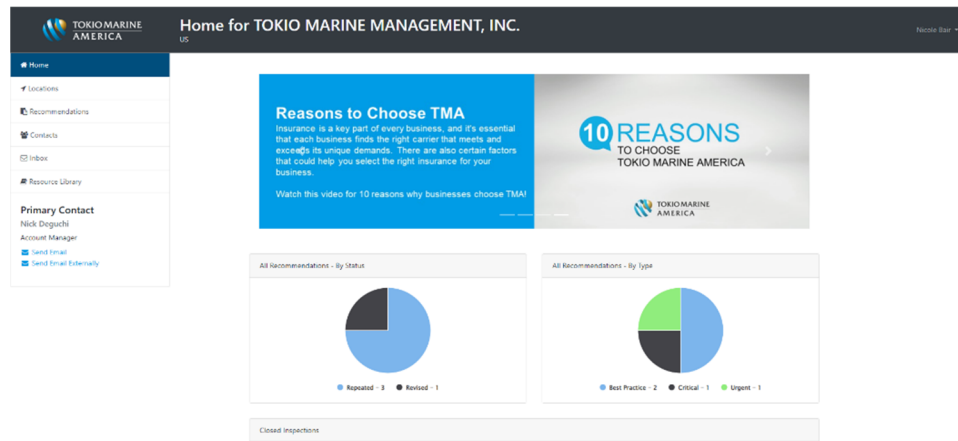 TOKIO MARINE
AMERICA
Home for TOKIO MARINE MANAGEMENT, INC.
US
Nicole Bair
Home
Locations
Recommendations
Contacts
Inbox
Resource Library
Primary Contact
Nick Deguchi
Account Manager
Send Email
Send Email Externally
Reasons to Choose TMA
Insurance is a key part of every business, and it's essential
that each business finds the right carrier that meets and
exceeds its unique demands. There are also certain factors
that could help you select the right insurance for your
business.
Watch this video for 10 reasons why businesses choose TMA!
10 REASONS
TO CHOOSE
TOKIO MARINE AMERICA
TOKIO MARINE
AMERICA
All Recommendations - By Status
Repeated - 3 Revised - 1
All Recommendations - By Type
Best Practice - 2 Critical - 1 Urgent - 1
Closed Inspections